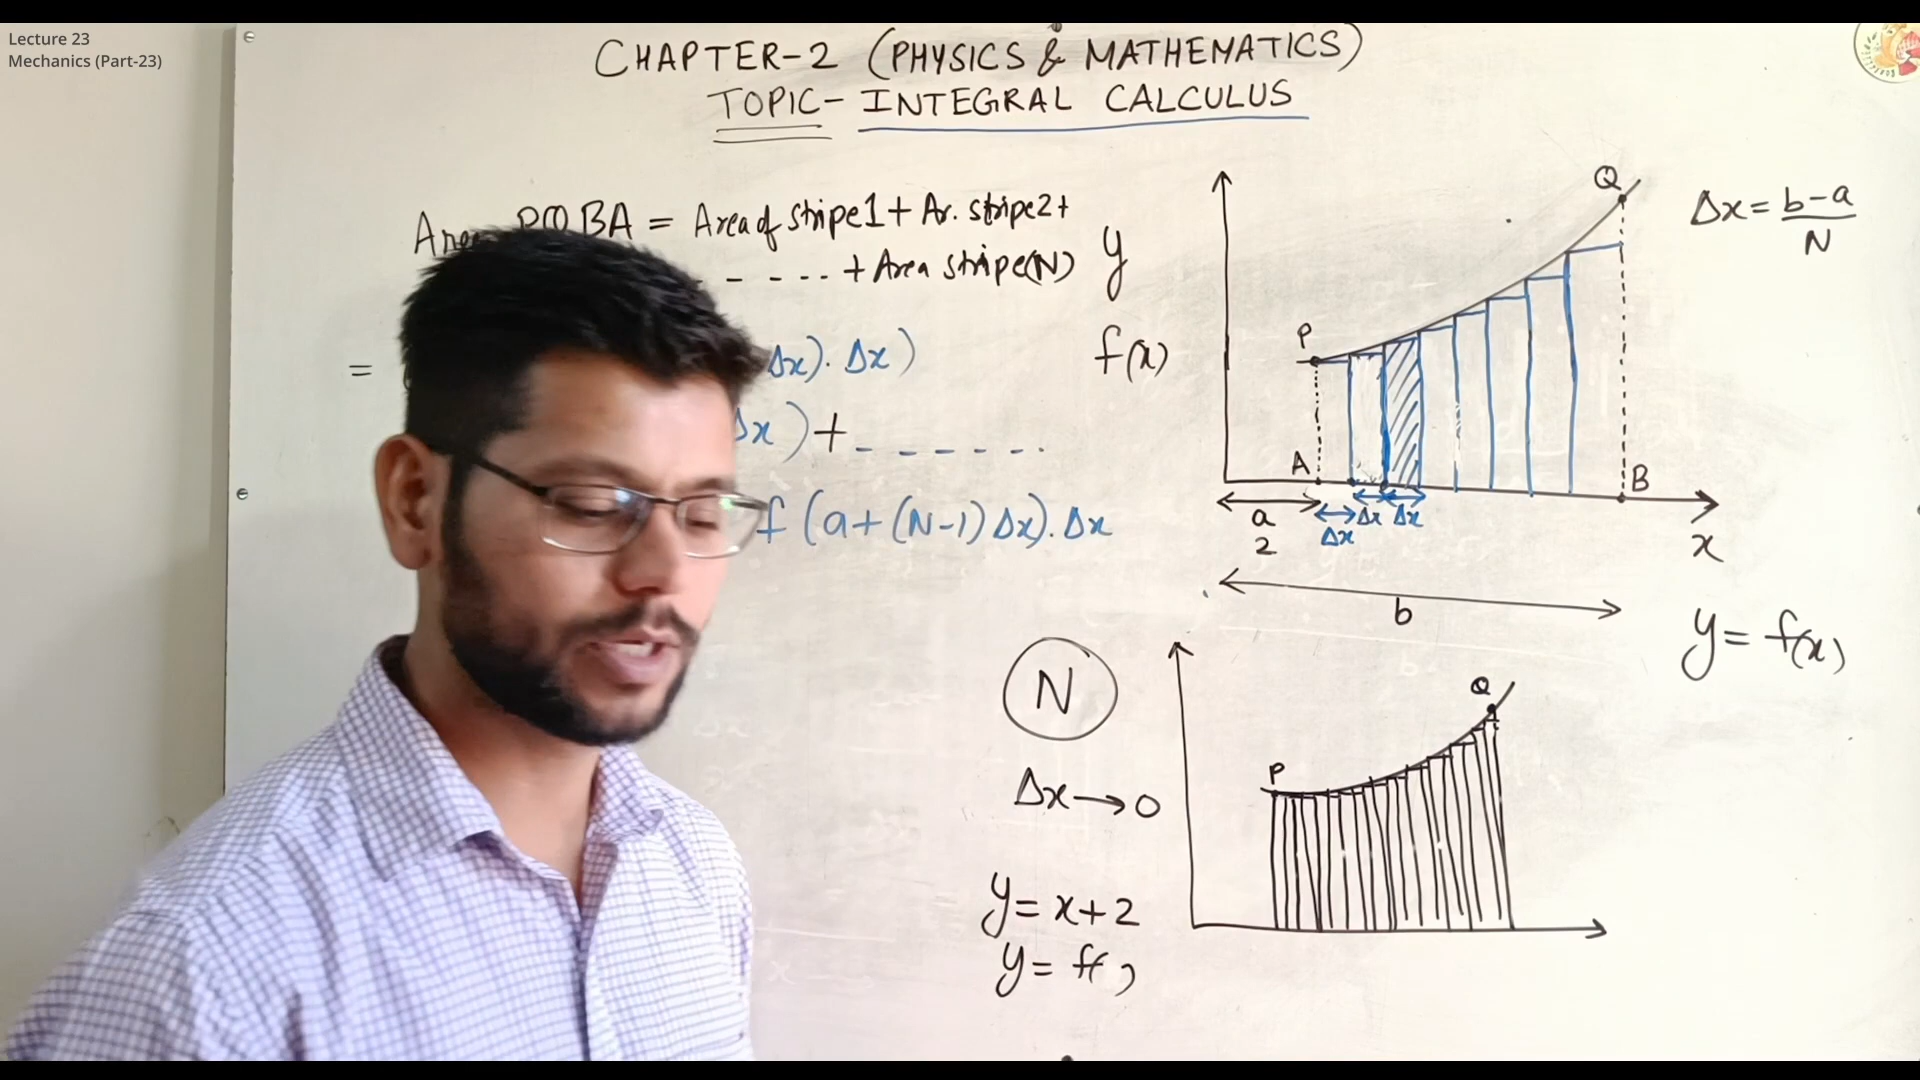 Lecture 23
Mechanics (Part-23)
CHAPTER-2 (PHYSICS & MATHEMATICS)
TOPIC- INTEGRAL CALCULUS
PQBA = Area of stripe1 + Ar. stripe2 +
- - - - - + Area stripe(N)
= Δx). Δx)
Δx) + - - - - - -
f (a+(N-1) Δx). Δx
y
f(x)
P
Q
A
B
a
2
Δx
Δx
Δx
x
b
Δx = b-a
N
y = f(x)
N
Δx → 0
y = x+2
y = f( )
P
Q